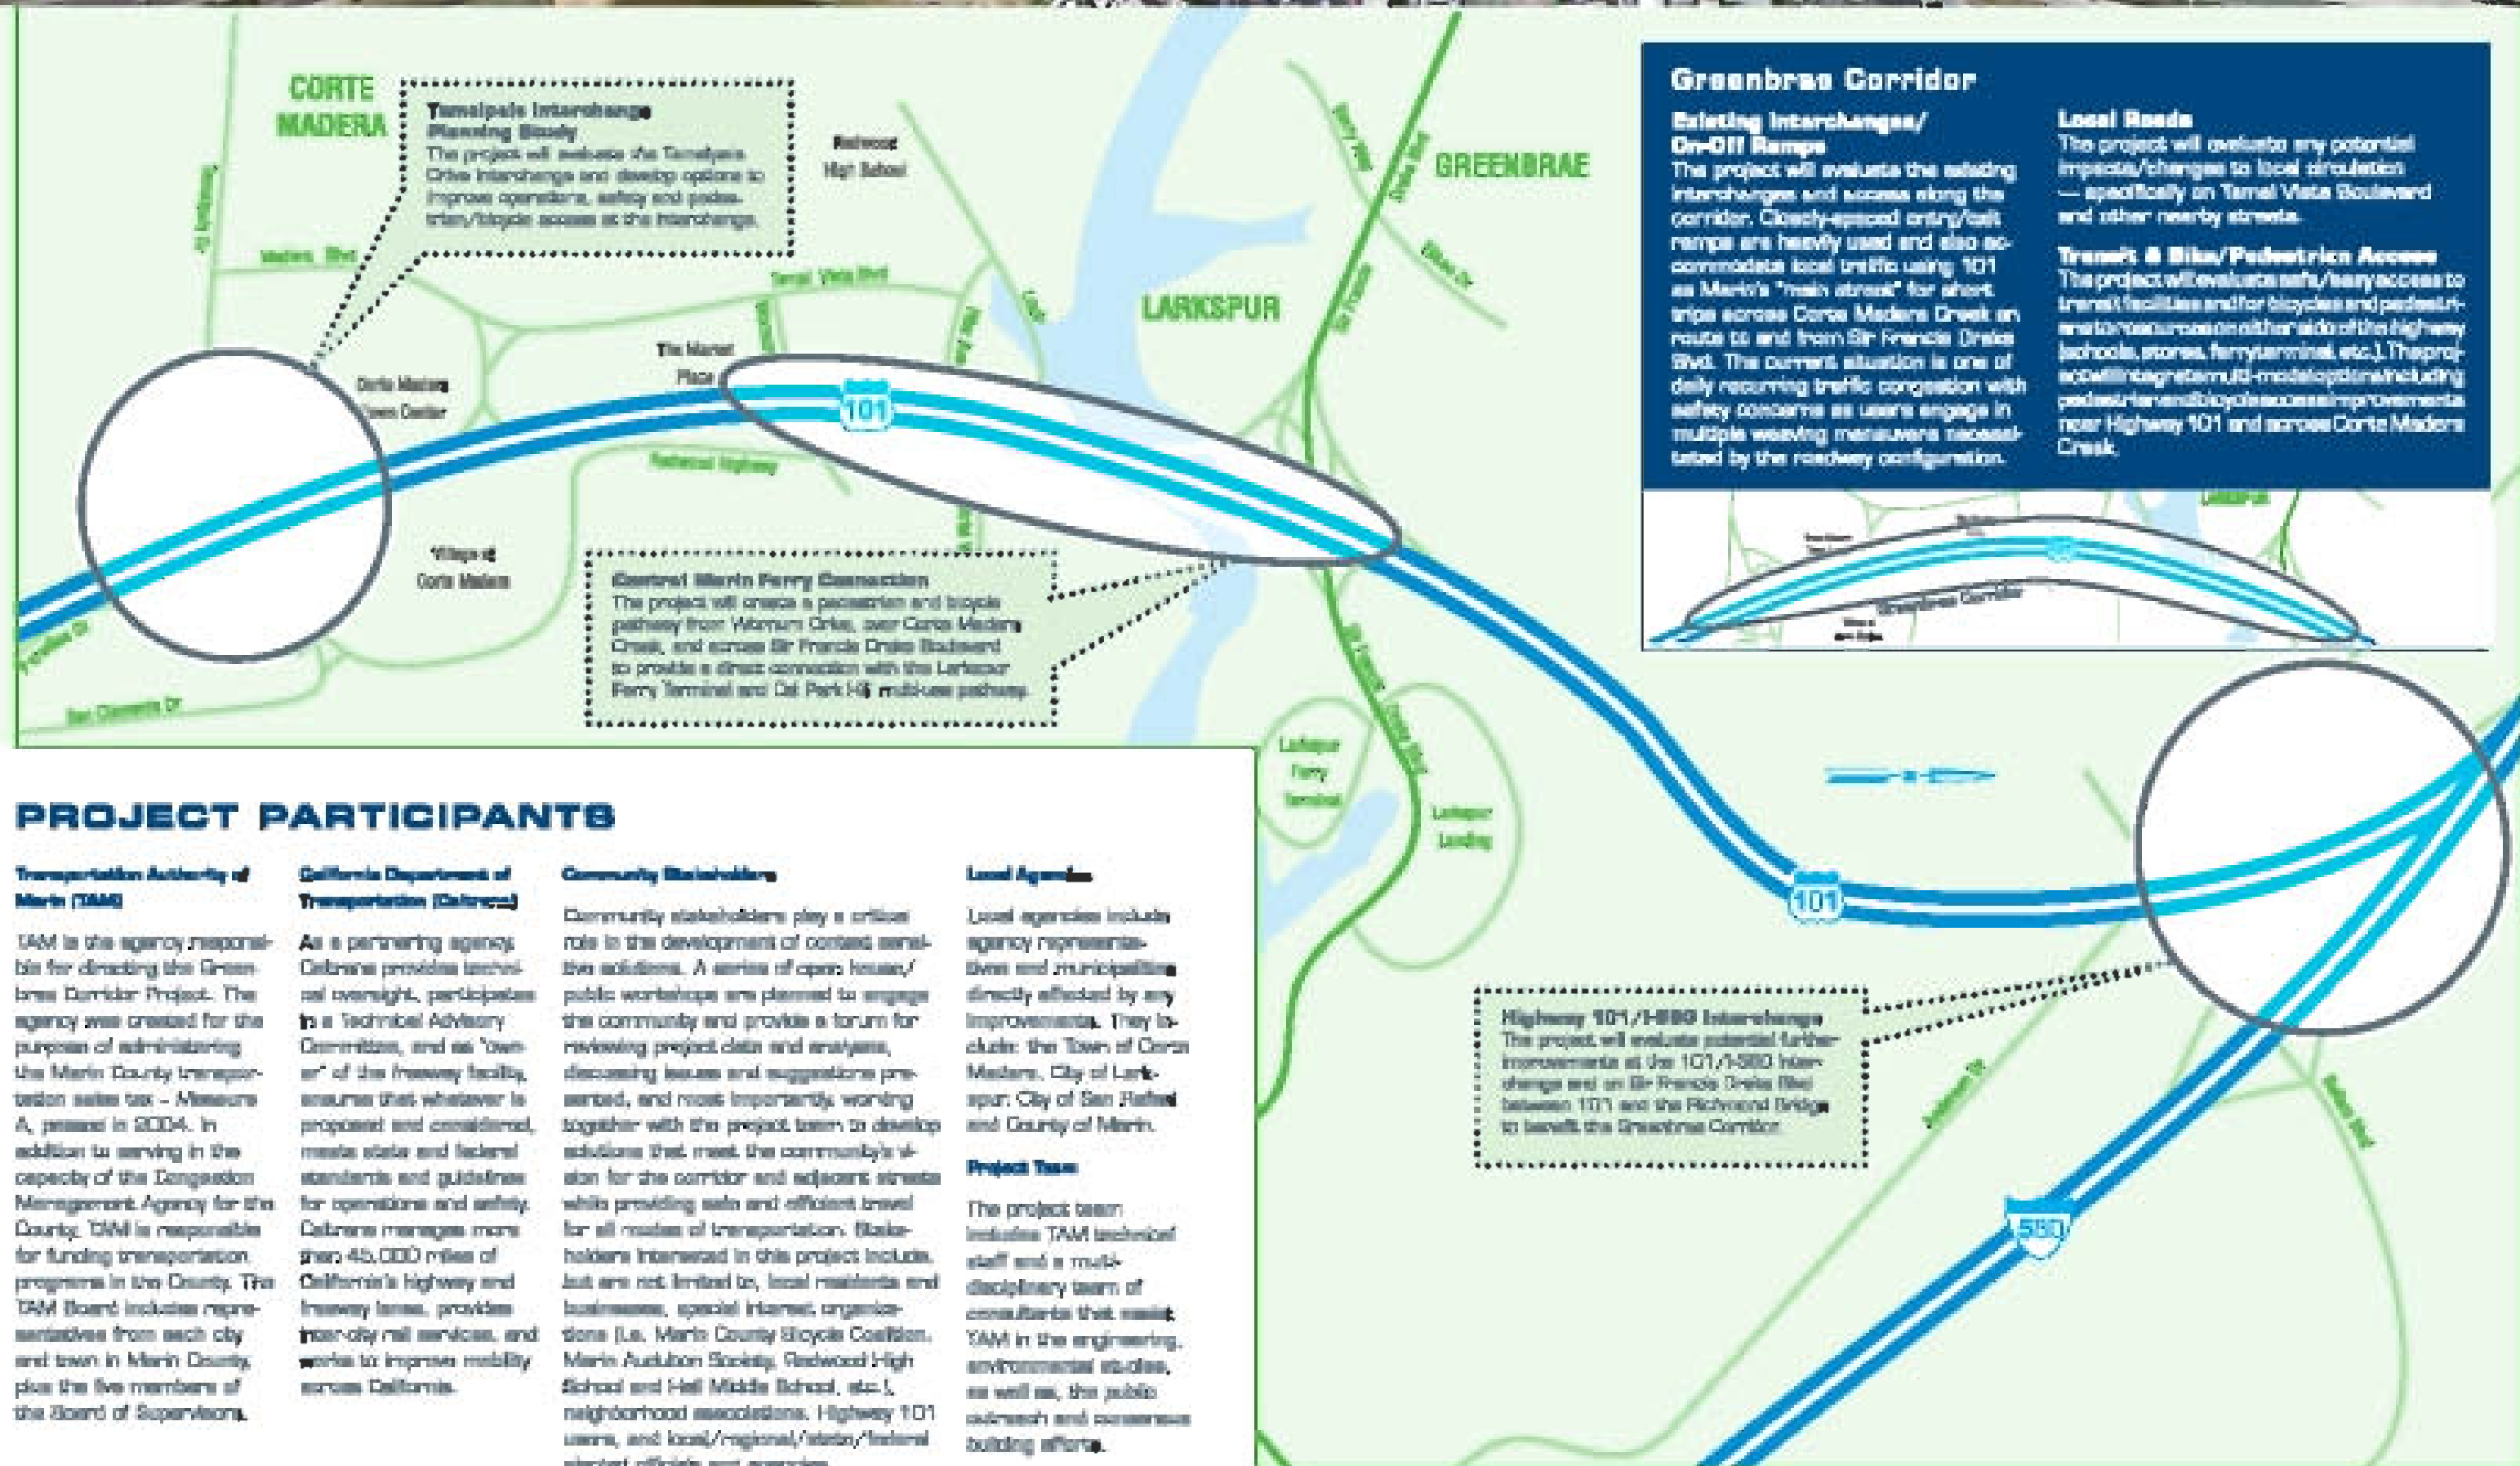 CORTE
MADERA
Tamalpais Interchange
Planning Study
The project will evaluate the Tamalpais
Drive interchange and develop options to
improve operations, safety and pedes-
trian/bicycle access at the interchange.
Redwood
High School
GREENBRAE
LARKSPUR
Tamalpais Dr
Madera Blvd
Tamal Vista Blvd
Sir Francis
Drake Blvd
Eliseo Dr
The Market
Place
Corte Madera
Town Center
101
Redwood Highway
Village at
Corte Madera
Central Marin Ferry Connection
The project will create a pedestrian and bicycle
pathway from Wornum Drive, over Corte Madera
Creek, and across Sir Francis Drake Boulevard
to provide a direct connection with the Larkspur
Ferry Terminal and Cal Park Hill multi-use pathway.
San Clemente Dr
Greenbrae Corridor
Existing Interchanges/
On-Off Ramps
The project will evaluate the existing
interchanges and access along the
corridor. Closely-spaced entry/exit
ramps are heavily used and also ac-
commodate local traffic using 101
as Marin's "main street" for short
trips across Corte Madera Creek en
route to and from Sir Francis Drake
Blvd. The current situation is one of
daily recurring traffic congestion with
safety concerns as users engage in
multiple weaving maneuvers necessi-
tated by the roadway configuration.
Local Roads
The project will evaluate any potential
impacts/changes to local circulation
— specifically on Tamal Vista Boulevard
and other nearby streets.
Transit & Bike/Pedestrian Access
The project will evaluate safe/easy access to
transit facilities and for bicycles and pedestri-
ans to resources on either side of the highway
(schools, stores, ferry terminal, etc.). The proj-
ect will integrate multi-modal options including
pedestrian and bicycle access improvements
near Highway 101 and across Corte Madera
Creek.
LARKSPUR
Greenbrae Corridor
Sir Francis Drake Blvd
Larkspur
Ferry
Terminal
Larkspur
Landing
101
Highway 101/I-580 Interchange
The project will evaluate potential further
improvements at the 101/I-580 Inter-
change and on Sir Francis Drake Blvd
between 101 and the Richmond Bridge
to benefit the Greenbrae Corridor.
Bellam Blvd
580
PROJECT PARTICIPANTS
Transportation Authority of
Marin (TAM)
TAM is the agency responsi-
ble for directing the Green-
brae Corridor Project. The
agency was created for the
purpose of administering
the Marin County transpor-
tation sales tax – Measure
A, passed in 2004. In
addition to serving in the
capacity of the Congestion
Management Agency for the
County, TAM is responsible
for funding transportation
programs in the County. The
TAM Board includes repre-
sentatives from each city
and town in Marin County,
plus the five members of
the Board of Supervisors.
California Department of
Transportation (Caltrans)
As a partnering agency,
Caltrans provides techni-
cal oversight, participates
in a Technical Advisory
Committee, and as "own-
er" of the freeway facility,
ensures that whatever is
proposed and considered,
meets state and federal
standards and guidelines
for operations and safety.
Caltrans manages more
than 45,000 miles of
California's highway and
freeway lanes, provides
inter-city rail services, and
works to improve mobility
across California.
Community Stakeholders
Community stakeholders play a critical
role in the development of context sensi-
tive solutions. A series of open house/
public workshops are planned to engage
the community and provide a forum for
reviewing project data and analyses,
discussing issues and suggestions pre-
sented, and most importantly, working
together with the project team to develop
solutions that meet the community's vi-
sion for the corridor and adjacent streets
while providing safe and efficient travel
for all modes of transportation. Stake-
holders interested in this project include,
but are not limited to, local residents and
businesses, special interest organiza-
tions (i.e. Marin County Bicycle Coalition,
Marin Audubon Society, Redwood High
School and Hall Middle School, etc.),
neighborhood associations, Highway 101
users, and local/regional/state/federal
elected officials and agencies.
Local Agencies
Local agencies include
agency representa-
tives and municipalities
directly affected by any
improvements. They in-
clude: the Town of Corte
Madera, City of Lark-
spur, City of San Rafael
and County of Marin.
Project Team
The project team
includes TAM technical
staff and a multi-
disciplinary team of
consultants that assist
TAM in the engineering,
environmental studies,
as well as, the public
outreach and consensus
building efforts.